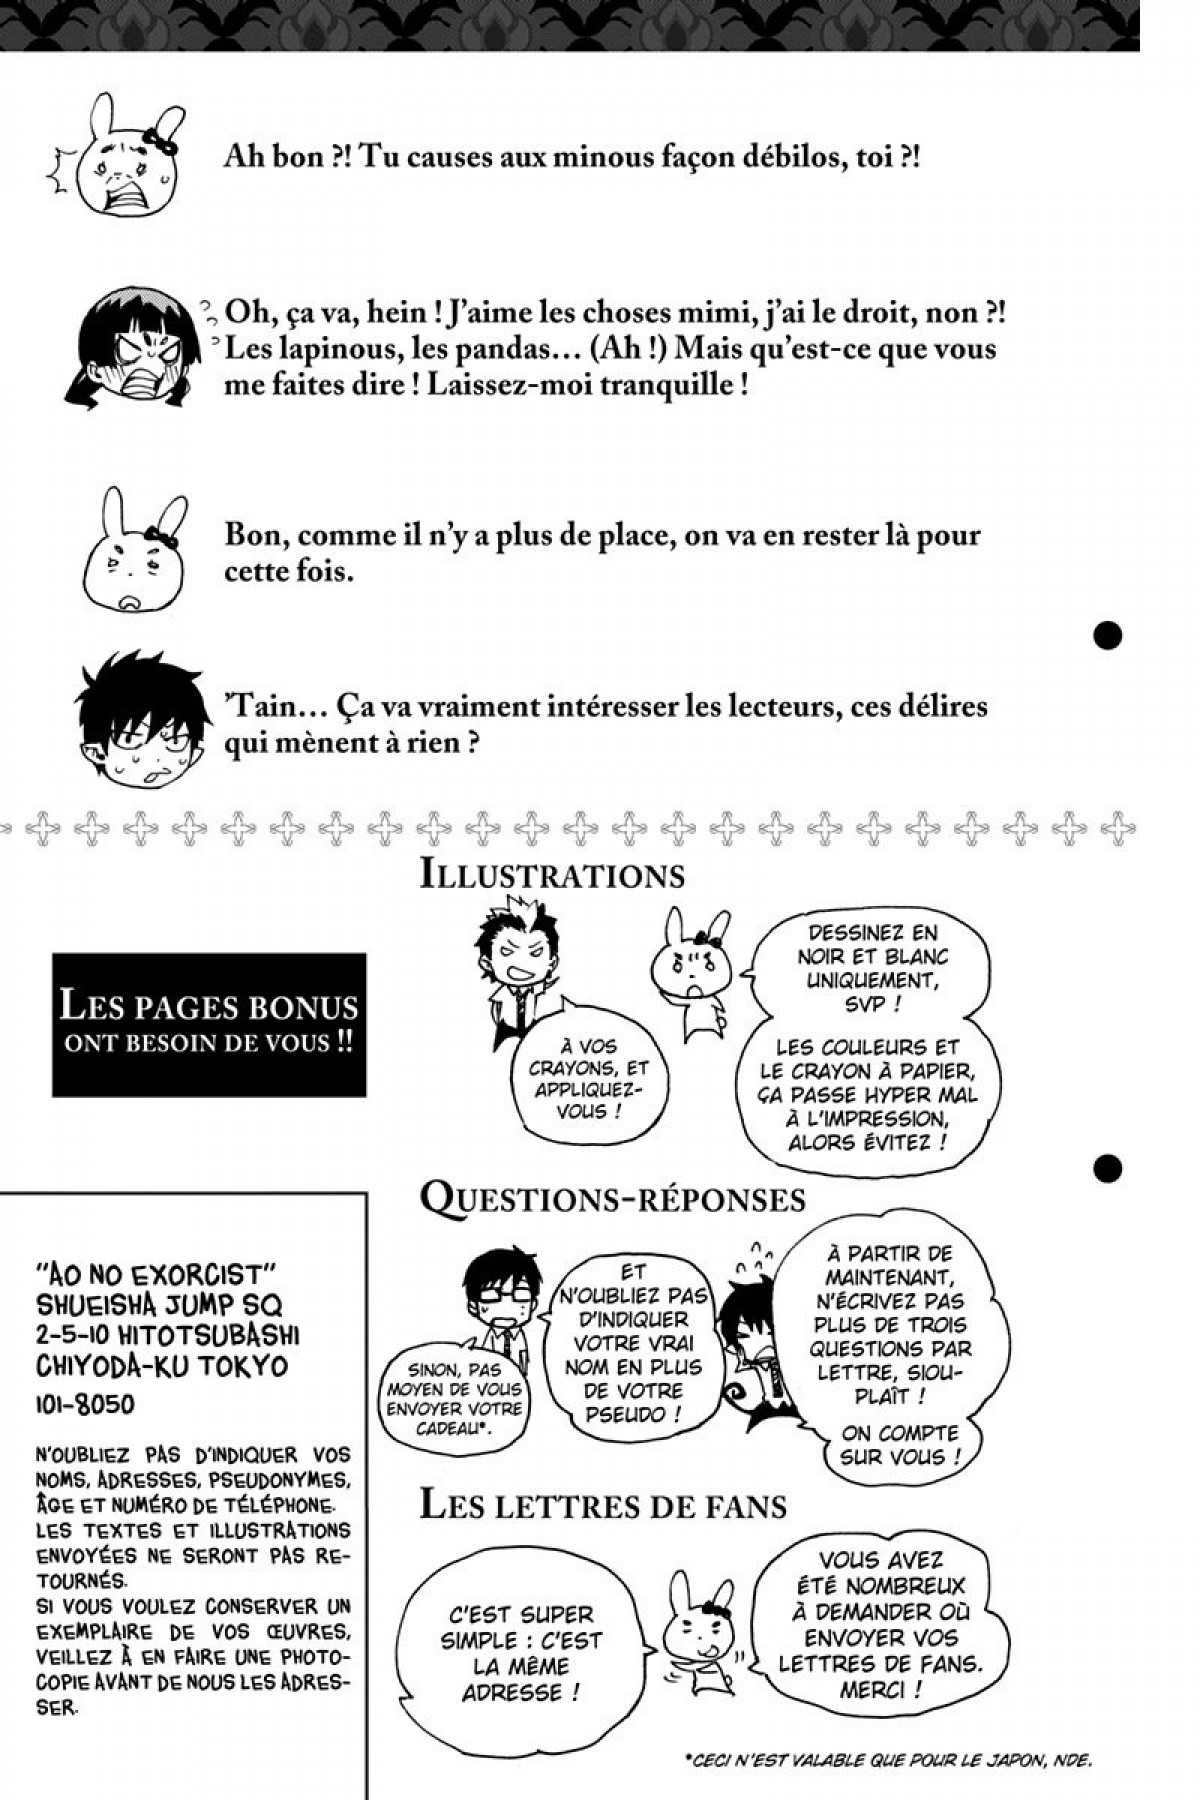 Ah bon ?! Tu causes aux minous façon débilos, toi ?!
Oh, ça va, hein ! J'aime les choses mimi, j'ai le droit, non ?!
Les lapinous, les pandas… (Ah !) Mais qu'est-ce que vous
me faites dire ! Laissez-moi tranquille !
Bon, comme il n'y a plus de place, on va en rester là pour
cette fois.
'Tain… Ça va vraiment intéresser les lecteurs, ces délires
qui mènent à rien ?
LES PAGES BONUS
ONT BESOIN DE VOUS !!
"AO NO EXORCIST"
SHUEISHA JUMP SQ
2-5-10 HITOTSUBASHI
CHIYODA-KU TOKYO
101-8050
N'OUBLIEZ PAS D'INDIQUER VOS
NOMS, ADRESSES, PSEUDONYMES,
ÂGE ET NUMÉRO DE TÉLÉPHONE.
LES TEXTES ET ILLUSTRATIONS
ENVOYÉES NE SERONT PAS RE-
TOURNÉS.
SI VOUS VOULEZ CONSERVER UN
EXEMPLAIRE DE VOS ŒUVRES,
VEILLEZ À EN FAIRE UNE PHOTO-
COPIE AVANT DE NOUS LES ADRES-
SER.
ILLUSTRATIONS
À VOS
CRAYONS, ET
APPLIQUEZ-
VOUS !
DESSINEZ EN
NOIR ET BLANC
UNIQUEMENT,
SVP !
LES COULEURS ET
LE CRAYON À PAPIER,
ÇA PASSE HYPER MAL
À L'IMPRESSION,
ALORS ÉVITEZ !
QUESTIONS-RÉPONSES
À PARTIR DE
MAINTENANT,
N'ÉCRIVEZ PAS
PLUS DE TROIS
QUESTIONS PAR
LETTRE, SIOU-
PLAÎT !
ON COMPTE
SUR VOUS !
ET
N'OUBLIEZ PAS
D'INDIQUER
VOTRE VRAI
NOM EN PLUS
DE VOTRE
PSEUDO !
SINON, PAS
MOYEN DE VOUS
ENVOYER VOTRE
CADEAU*.
LES LETTRES DE FANS
VOUS AVEZ
ÉTÉ NOMBREUX
À DEMANDER OÙ
ENVOYER VOS
LETTRES DE FANS.
MERCI !
C'EST SUPER
SIMPLE : C'EST
LA MÊME
ADRESSE !
*CECI N'EST VALABLE QUE POUR LE JAPON, NDE.